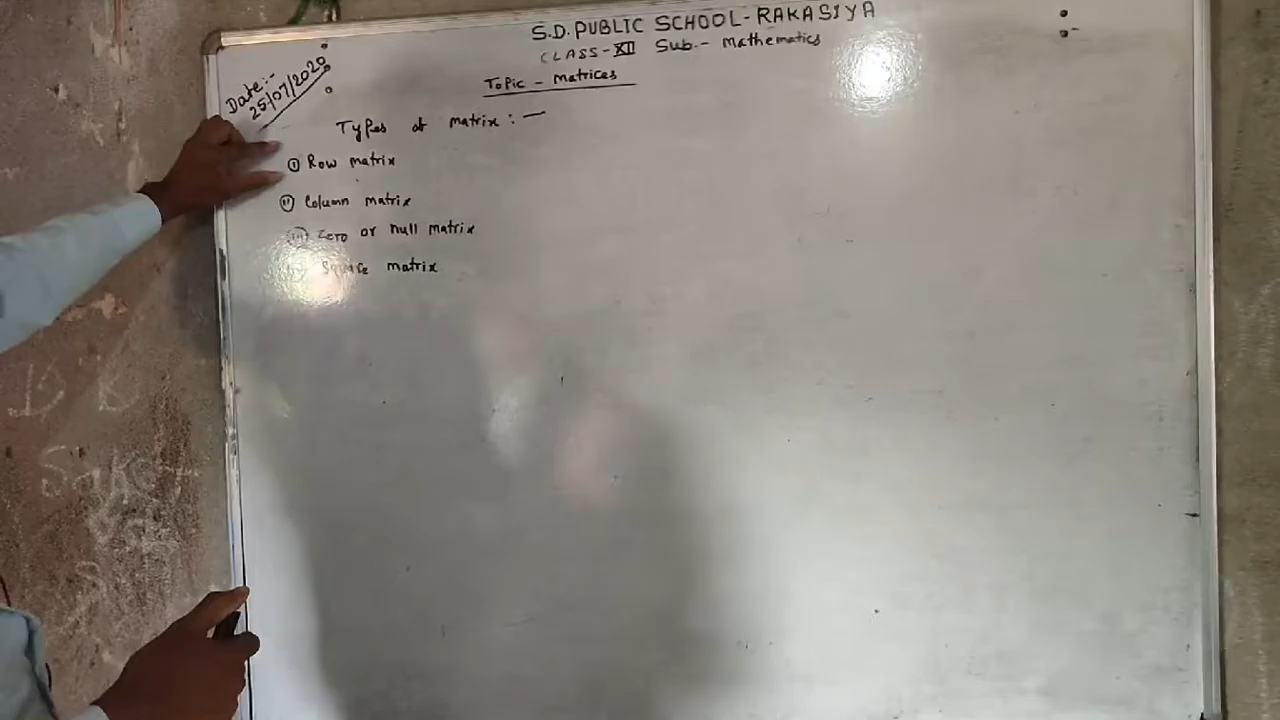 S.D. PUBLIC SCHOOL - RAKASIYA
CLASS - XII Sub.- Mathematics
Date:-
25/07/2020
Topic - Matrices
Types of matrix : —
(i) Row matrix
(ii) Column matrix
(iii) Zero or null matrix
Square matrix